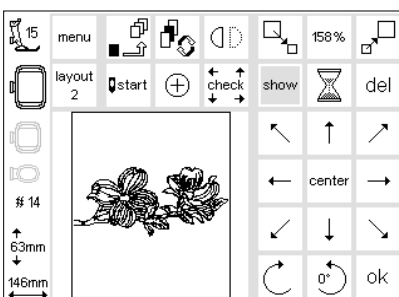 15
menu
158%
layout
2
start
check
show
del
# 14
63mm
146mm
center
0°
ok